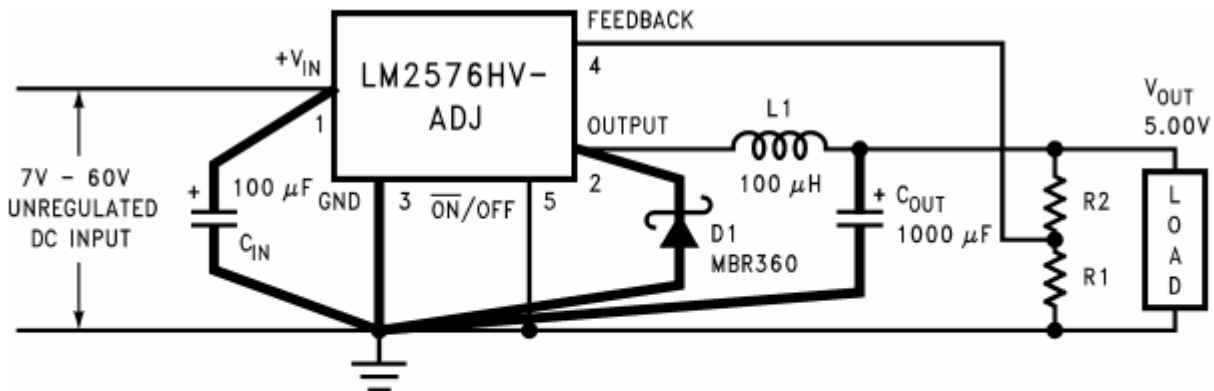 FEEDBACK
+VIN
LM2576HV-
ADJ
4
1
OUTPUT
2
L1
100 μH
VOUT
5.00V
7V - 60V
UNREGULATED
DC INPUT
+
100 μF
CIN
GND
3
ON/OFF
5
D1
MBR360
+
COUT
1000 μF
R2
R1
LOAD